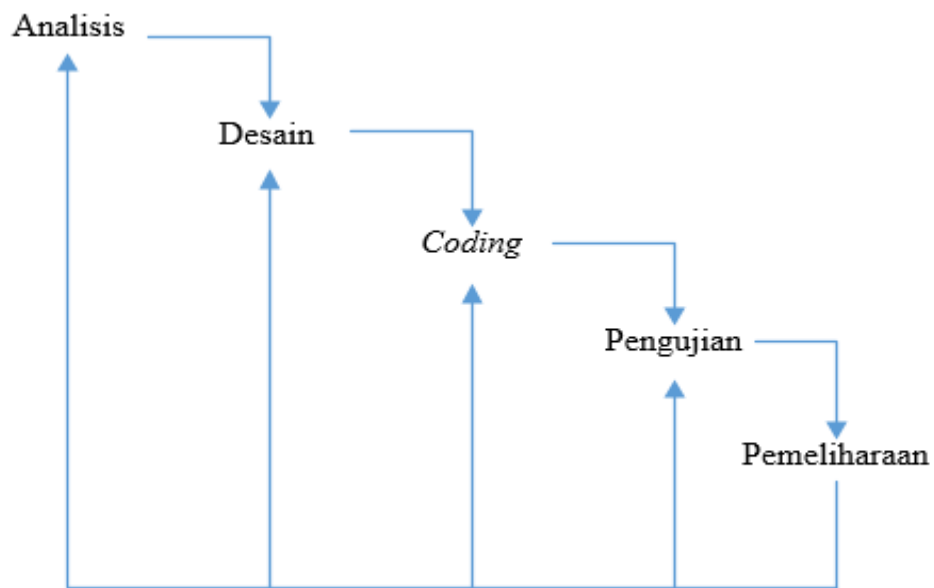 Analisis
Desain
Coding
Pengujian
Pemeliharaan